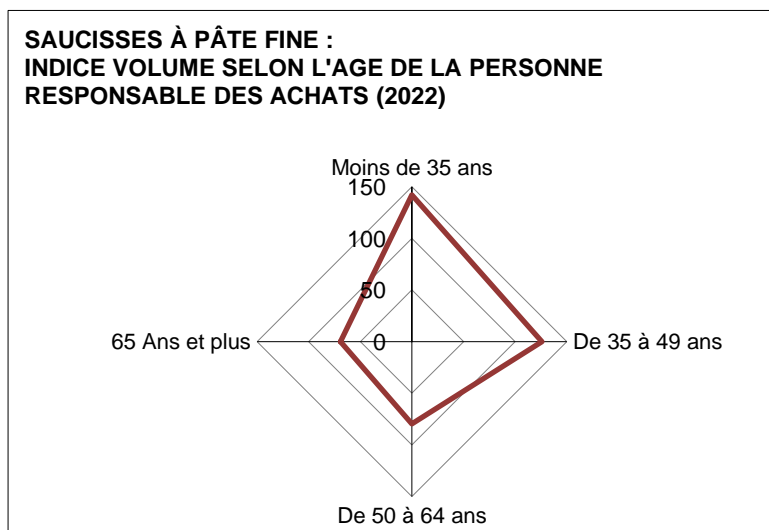 SAUCISSES À PÂTE FINE :
INDICE VOLUME SELON L'AGE DE LA PERSONNE
RESPONSABLE DES ACHATS (2022)
Moins de 35 ans
150
100
50
0
65 Ans et plus
De 35 à 49 ans
De 50 à 64 ans